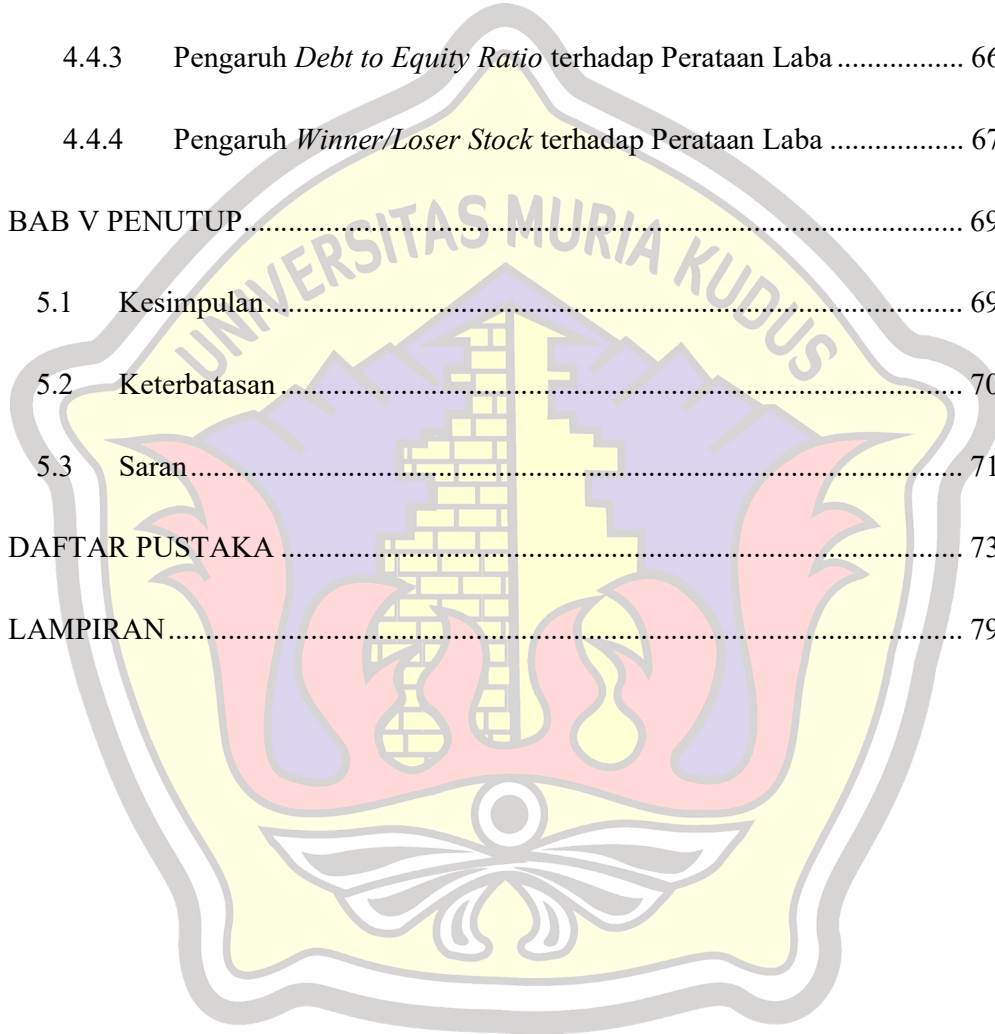 4.4.3 Pengaruh Debt to Equity Ratio terhadap Perataan Laba ................. 66
4.4.4 Pengaruh Winner/Loser Stock terhadap Perataan Laba ................. 67
UNIVERSITAS MURIA KUDUS
BAB V PENUTUP ................. 69
5.1 Kesimpulan ................. 69
5.2 Keterbatasan ................. 70
5.3 Saran ................. 71
DAFTAR PUSTAKA ................. 73
LAMPIRAN ................. 79